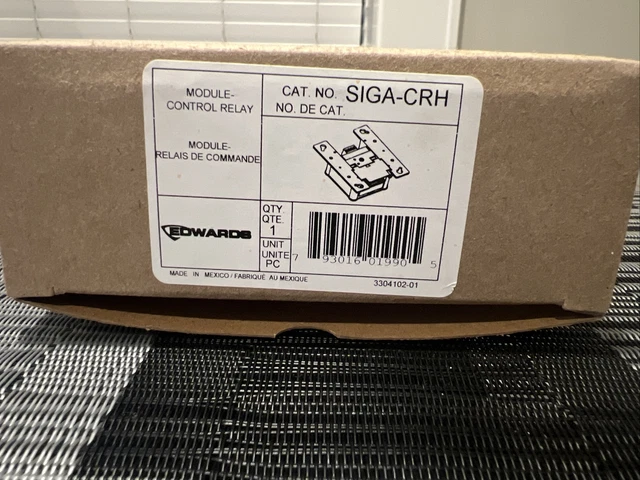 MODULE-
CONTROL RELAY
CAT. NO. SIGA-CRH
NO. DE CAT.
MODULE-
RELAIS DE COMMANDE
EDWARDS
QTY.
QTE.
1
UNIT
UNITE
PC
7 93016 01990 5
MADE IN MEXICO / FABRIQUÉ AU MEXIQUE
3304102-01